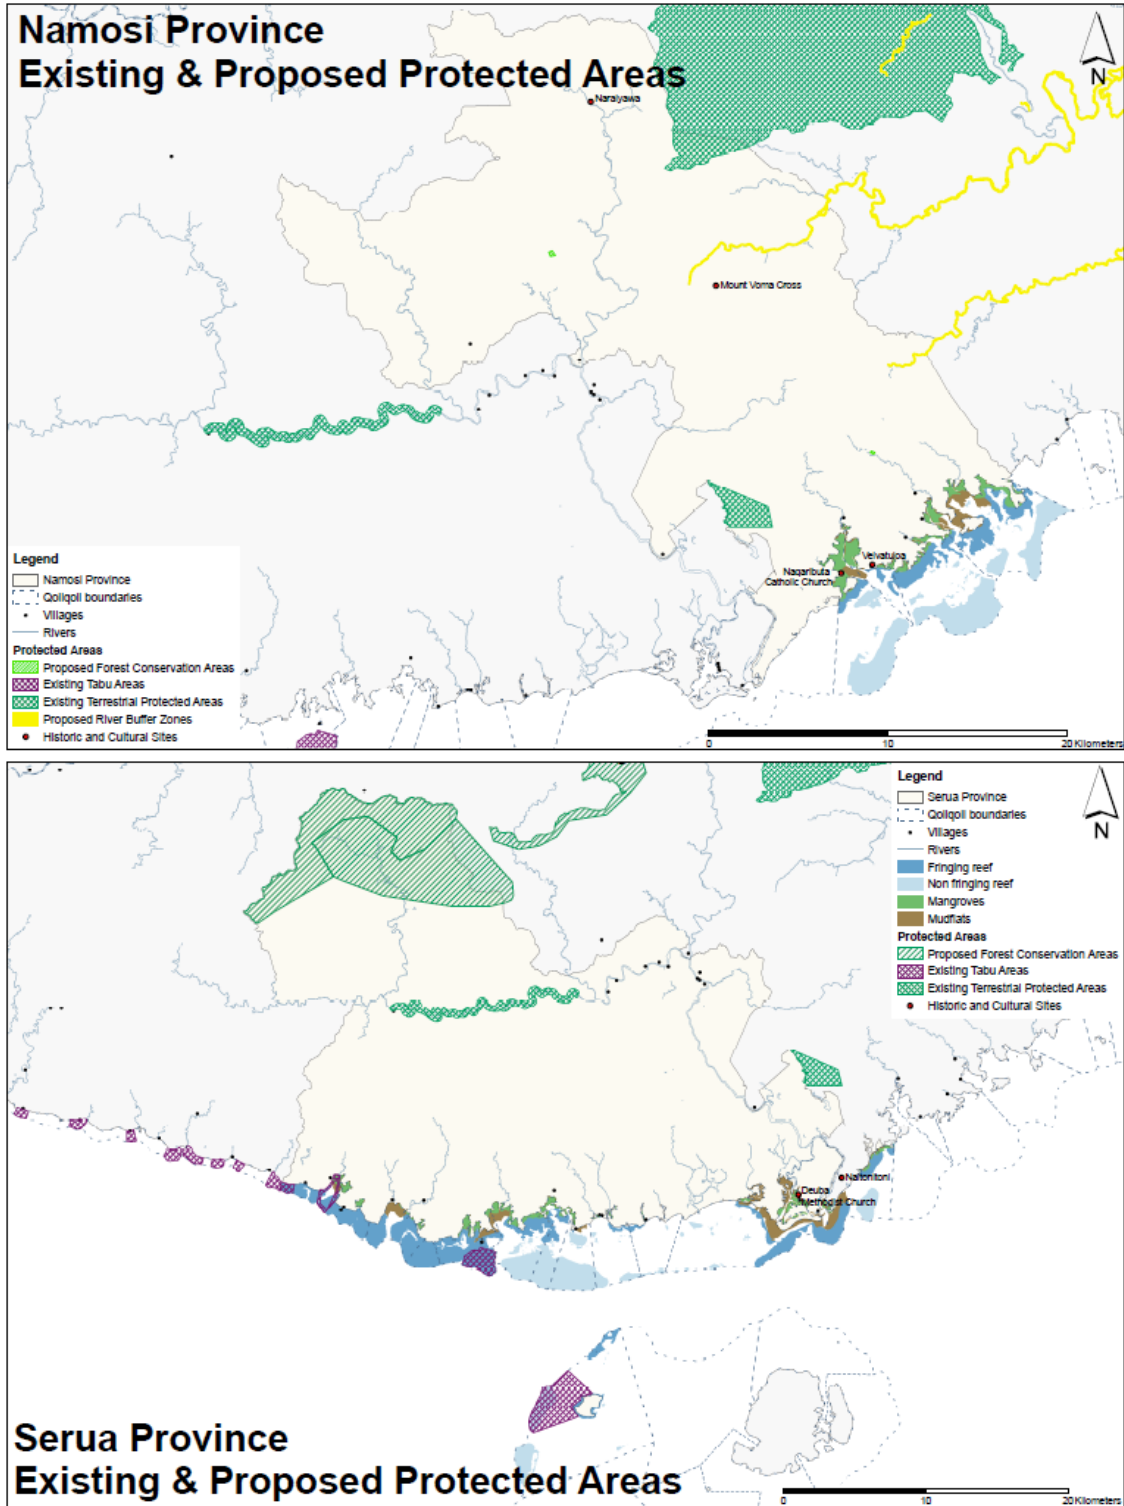 Namosi Province
Existing & Proposed Protected Areas
N
Naraiyawa
Mount Voma Cross
Veivatuloa
Naqaributa
Catholic Church
Legend
Namosi Province
Qoliqoli boundaries
Villages
Rivers
Protected Areas
Proposed Forest Conservation Areas
Existing Tabu Areas
Existing Terrestrial Protected Areas
Proposed River Buffer Zones
Historic and Cultural Sites
0 10 20 Kilometers
Legend
Serua Province
Qoliqoli boundaries
Villages
Rivers
Fringing reef
Non fringing reef
Mangroves
Mudflats
Protected Areas
Proposed Forest Conservation Areas
Existing Tabu Areas
Existing Terrestrial Protected Areas
Historic and Cultural Sites
N
Naitonitoni
Deuba
Methodist Church
Serua Province
Existing & Proposed Protected Areas
0 10 20 Kilometers